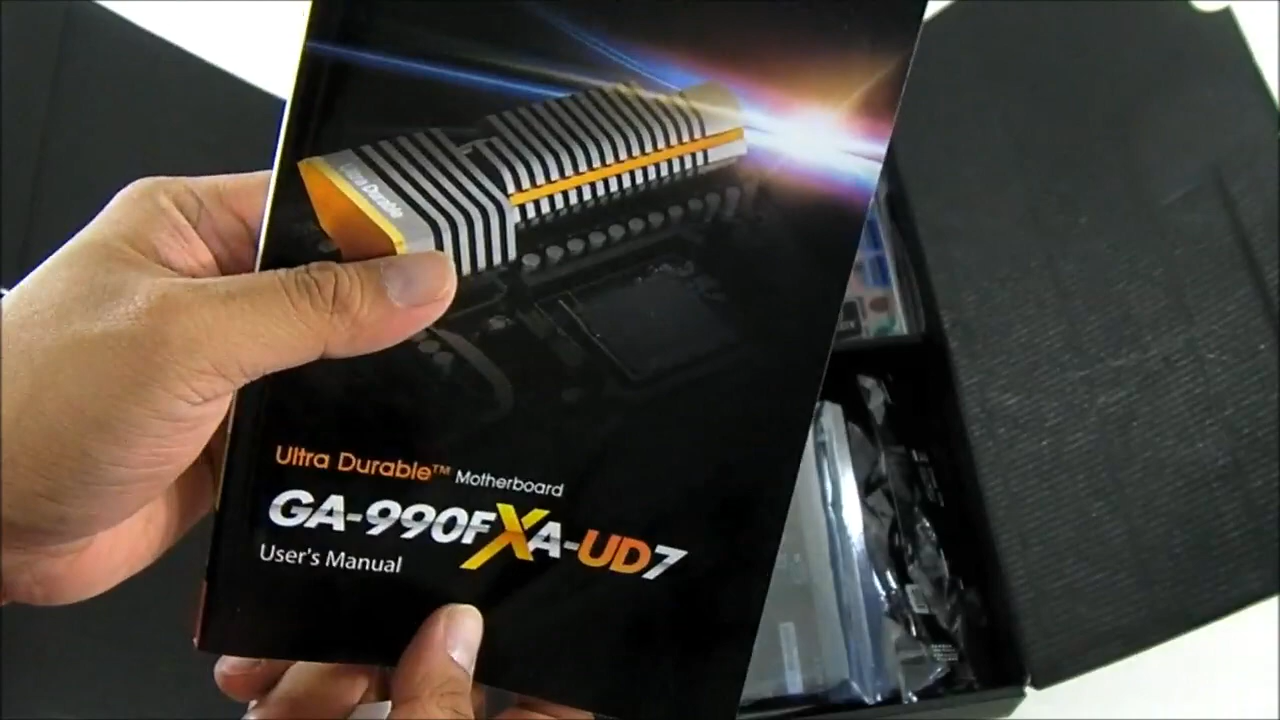 Ultra Durable
Ultra Durable™ Motherboard
GA-990FXA-UD7
User's Manual